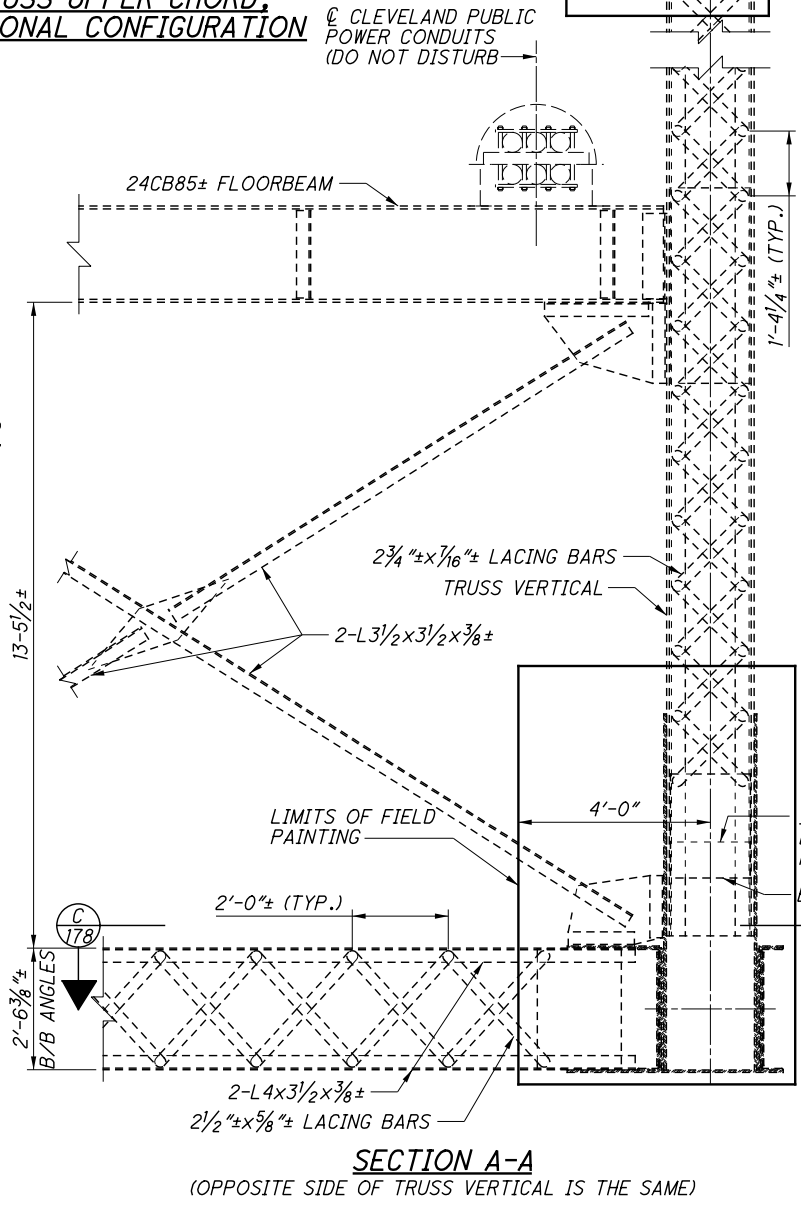 USS UPPER CHORD,
ONAL CONFIGURATION
℄ CLEVELAND PUBLIC
POWER CONDUITS
(DO NOT DISTURB
24CB85± FLOORBEAM
1'-4¼"± (TYP.)
2¾"±x7⁄16"± LACING BARS
TRUSS VERTICAL
13-5½±
2-L3½x3½x⅜±
LIMITS OF FIELD
PAINTING
4'-0"
2'-0"± (TYP.)
C
178
2'-6⅜"±
B/B ANGLES
2-L4x3½x⅜±
2½"±x⅝"± LACING BARS
SECTION A-A
(OPPOSITE SIDE OF TRUSS VERTICAL IS THE SAME)